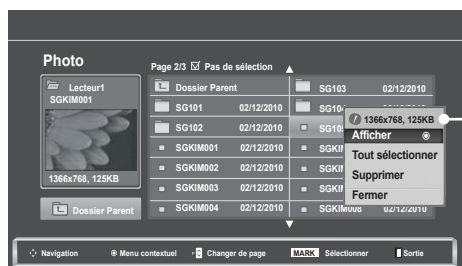 Photo
Page 2/3 Pas de sélection
Lecteur1
SGKIM001
1366x768, 125KB
Dossier Parent
Dossier Parent
SG101 02/12/2010
SG102 02/12/2010
SGKIM001 02/12/2010
SGKIM002 02/12/2010
SGKIM003 02/12/2010
SGKIM004 02/12/2010
SG103 02/12/2010
SG104
SG105
SGKIM008 02/12/2010
1366x768, 125KB
Afficher
Tout sélectionner
Supprimer
Fermer
Navigation Menu contextuel Changer de page MARK Sélectionner Sortie